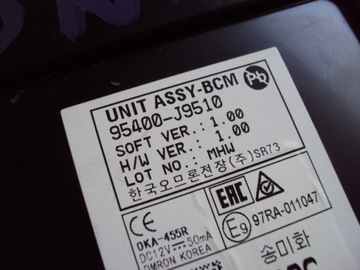 UNIT ASSY-BCM
Pb
95400-J9510
SOFT VER.: 1.00
H/W VER.: 1.00
LOT NO.: MHW
한국오므론전장(주) SR73
CE
EAC
OKA-455R
E9 97RA-011047
DC12V 50mA
OMRON KOREA
송미화